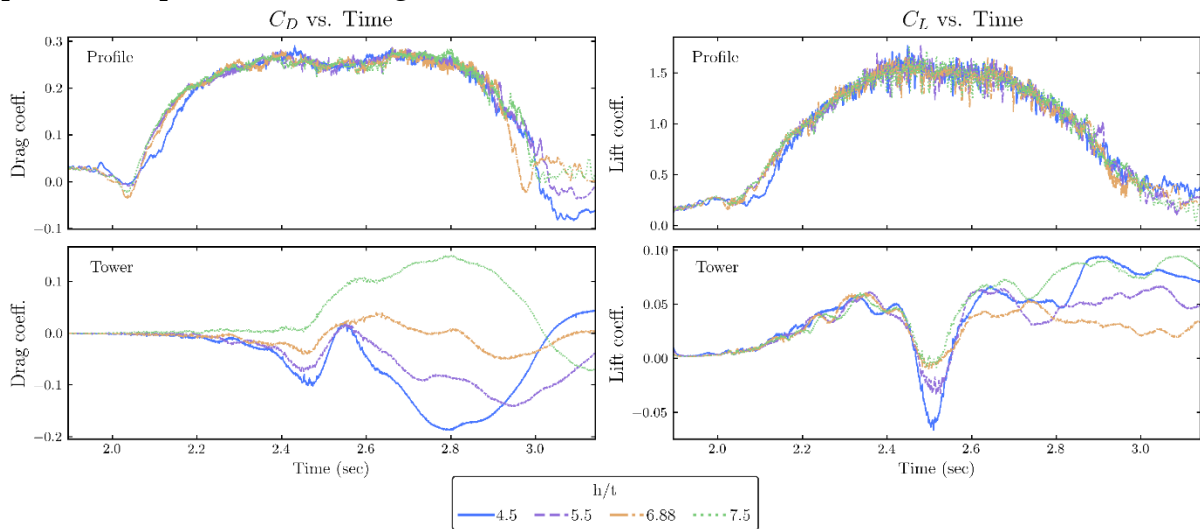 C_D vs. Time
Profile
Drag coeff.
0.3
0.2
0.1
0.0
−0.1
Tower
Drag coeff.
0.1
0.0
−0.1
−0.2
2.0 2.2 2.4 2.6 2.8 3.0
Time (sec)
C_L vs. Time
Profile
Lift coeff.
1.5
1.0
0.5
0.0
Tower
Lift coeff.
0.10
0.05
0.00
−0.05
2.0 2.2 2.4 2.6 2.8 3.0
Time (sec)
h/t
4.5 5.5 6.88 7.5